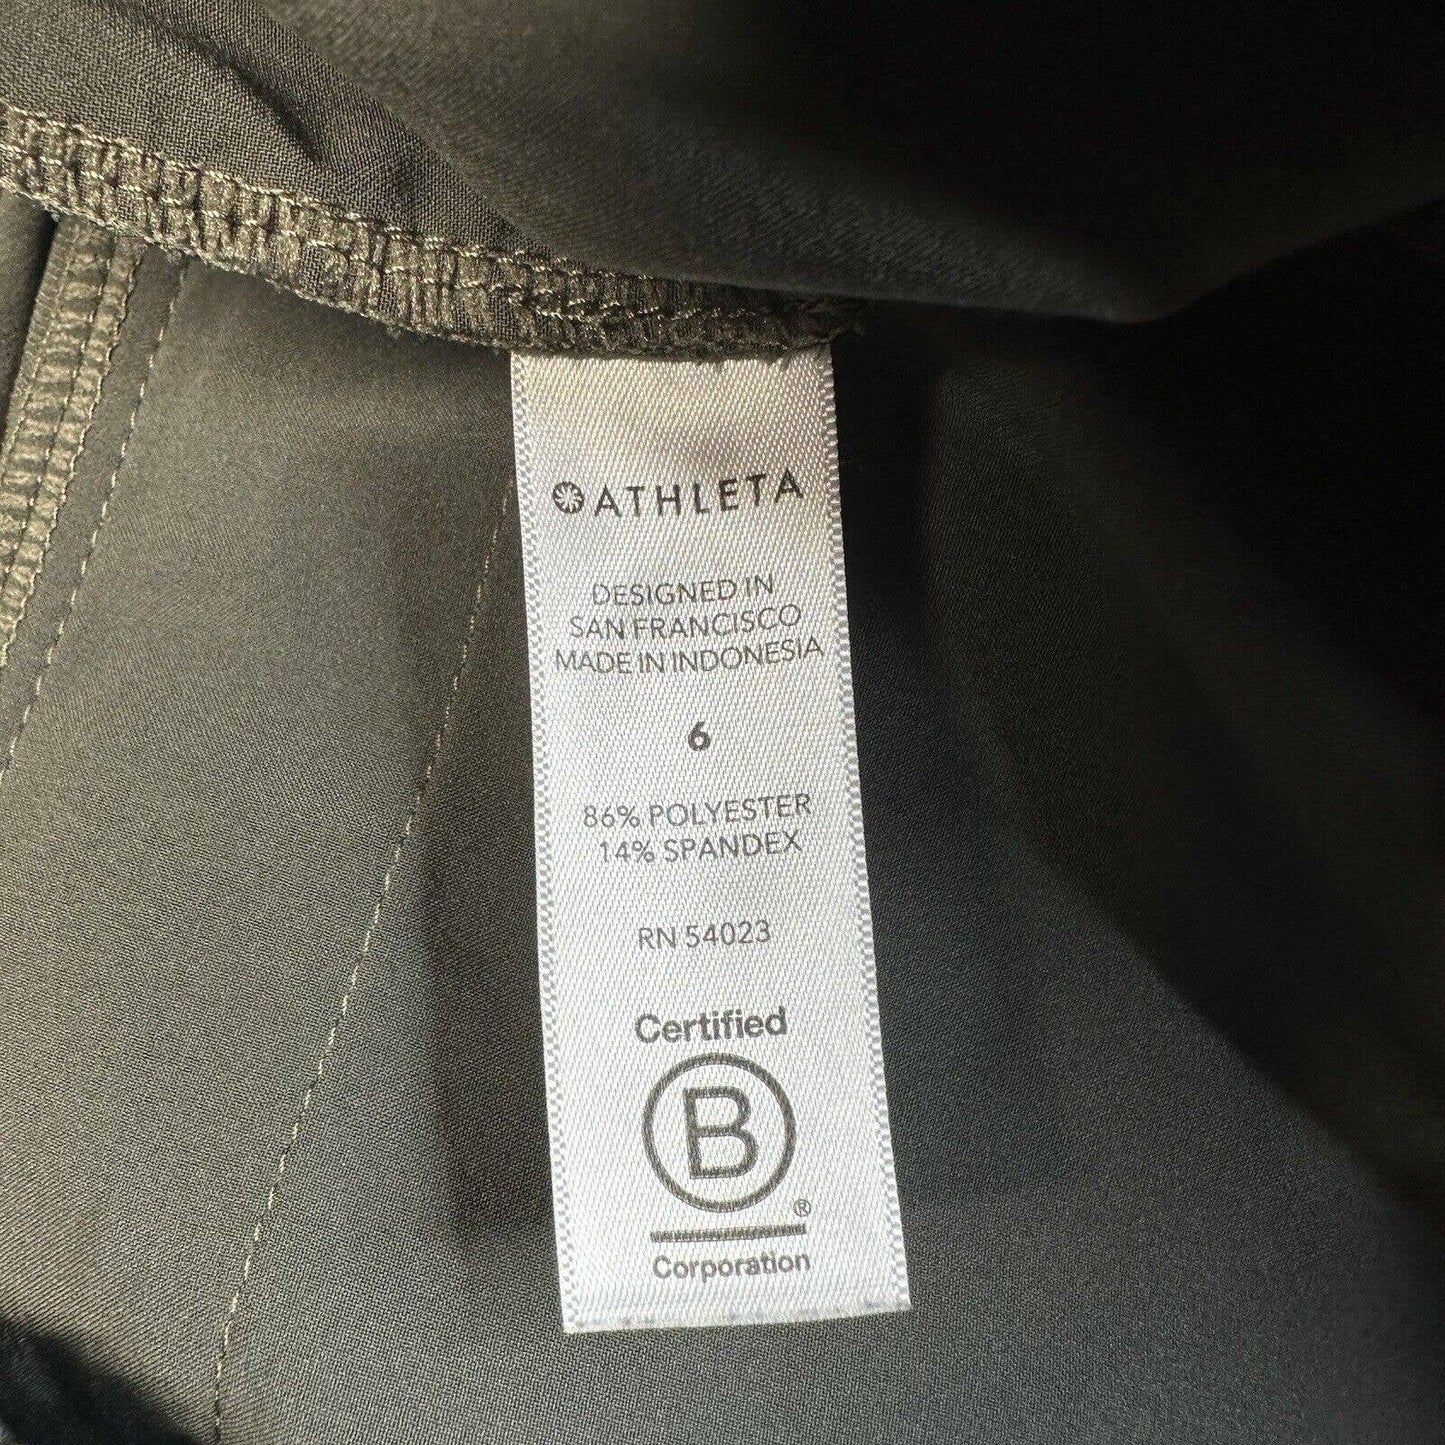 ATHLETA
DESIGNED IN
SAN FRANCISCO
MADE IN INDONESIA
6
86% POLYESTER
14% SPANDEX
RN 54023
Certified
B
®
Corporation